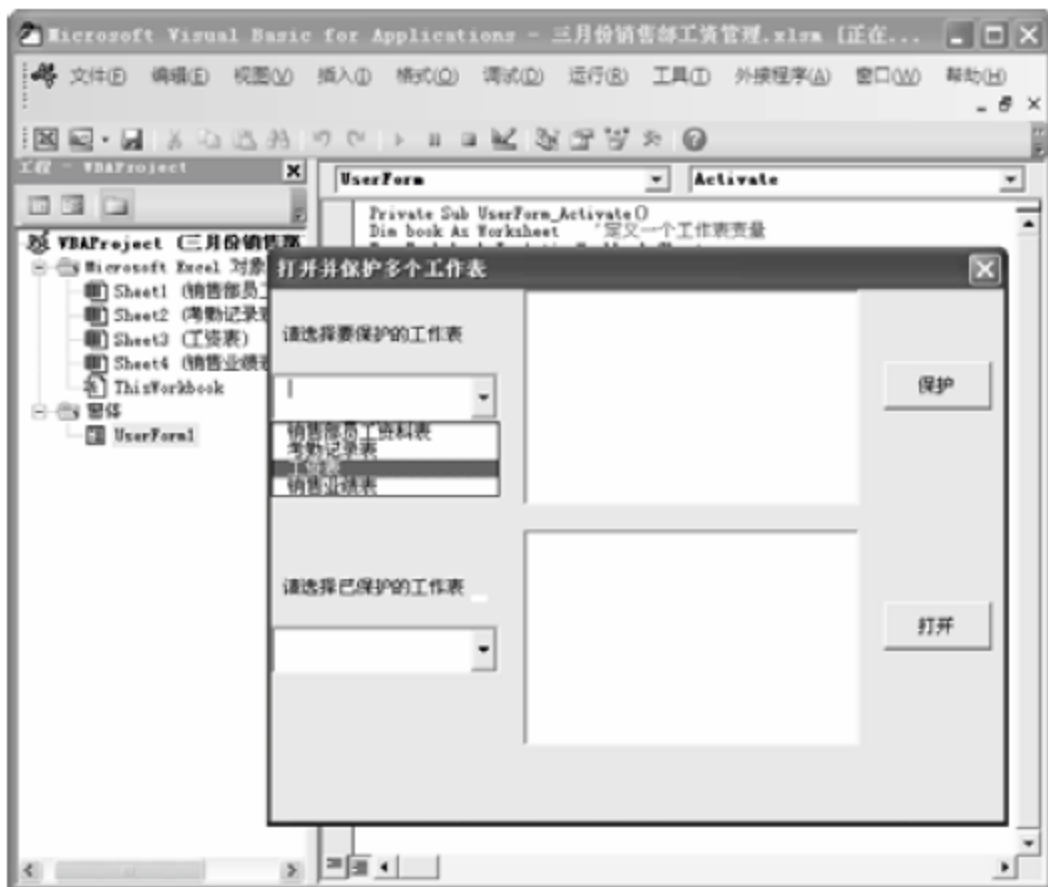 Microsoft Visual Basic for Applications - 三月份销售部工资管理.xlsm [正在...
文件(F) 编辑(E) 视图(V) 插入(I) 格式(O) 调试(D) 运行(R) 工具(T) 外接程序(A) 窗口(W) 帮助(H)
工程 - VBAProject
UserForm
Activate
Private Sub UserForm_Activate()
Dim book As Worksheet '定义一个工作表变量
VBAProject (三月份销售部
Microsoft Excel 对象
Sheet1 (销售部员工
Sheet2 (考勤记录表
Sheet3 (工资表)
Sheet4 (销售业绩表
ThisWorkbook
窗体
UserForm1
打开并保护多个工作表
请选择要保护的工作表
销售部员工资料表
考勤记录表
工资表
销售业绩表
保护
请选择已保护的工作表
打开